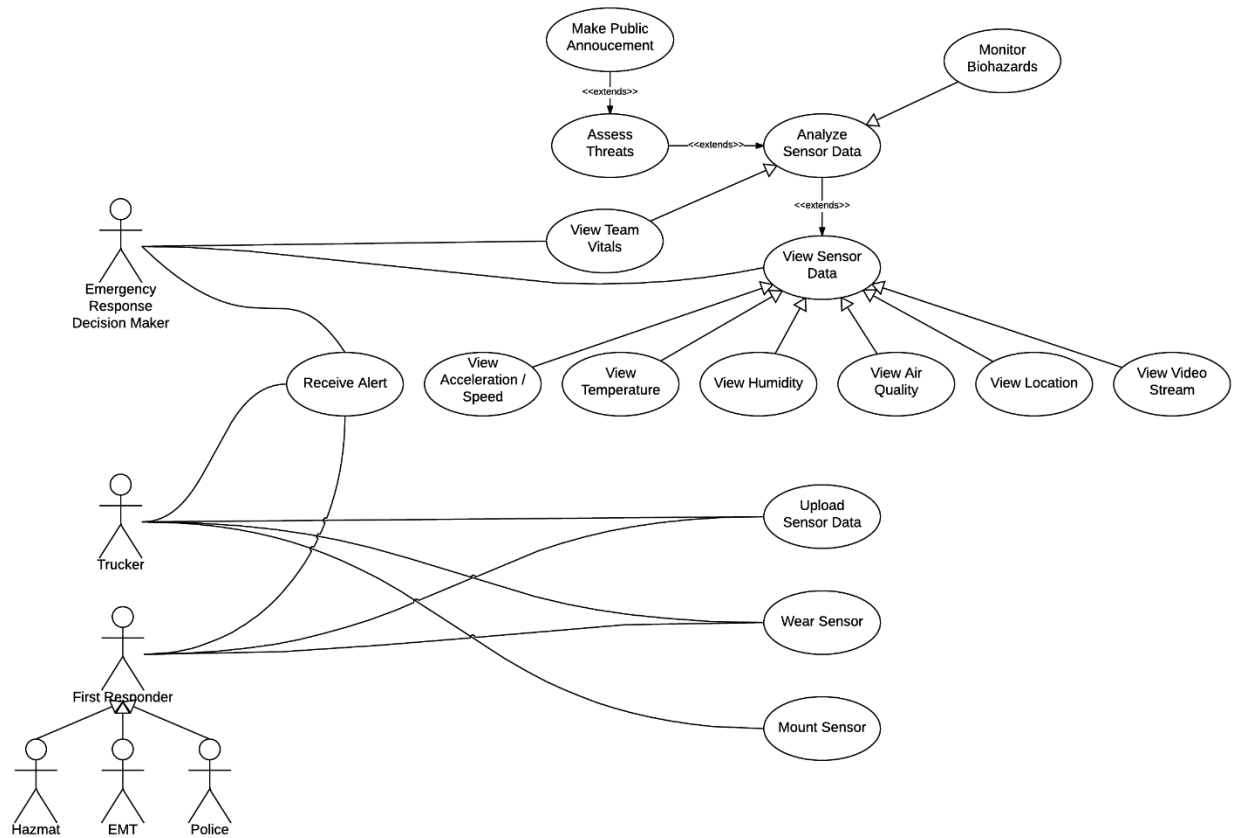 Make Public
Annoucement
Monitor
Biohazards
<<extends>>
Assess
Threats
<<extends>>
Analyze
Sensor Data
<<extends>>
View Team
Vitals
View Sensor
Data
Emergency
Response
Decision Maker
Receive Alert
View
Acceleration /
Speed
View
Temperature
View Humidity
View Air
Quality
View Location
View Video
Stream
Trucker
Upload
Sensor Data
Wear Sensor
First Responder
Mount Sensor
Hazmat
EMT
Police